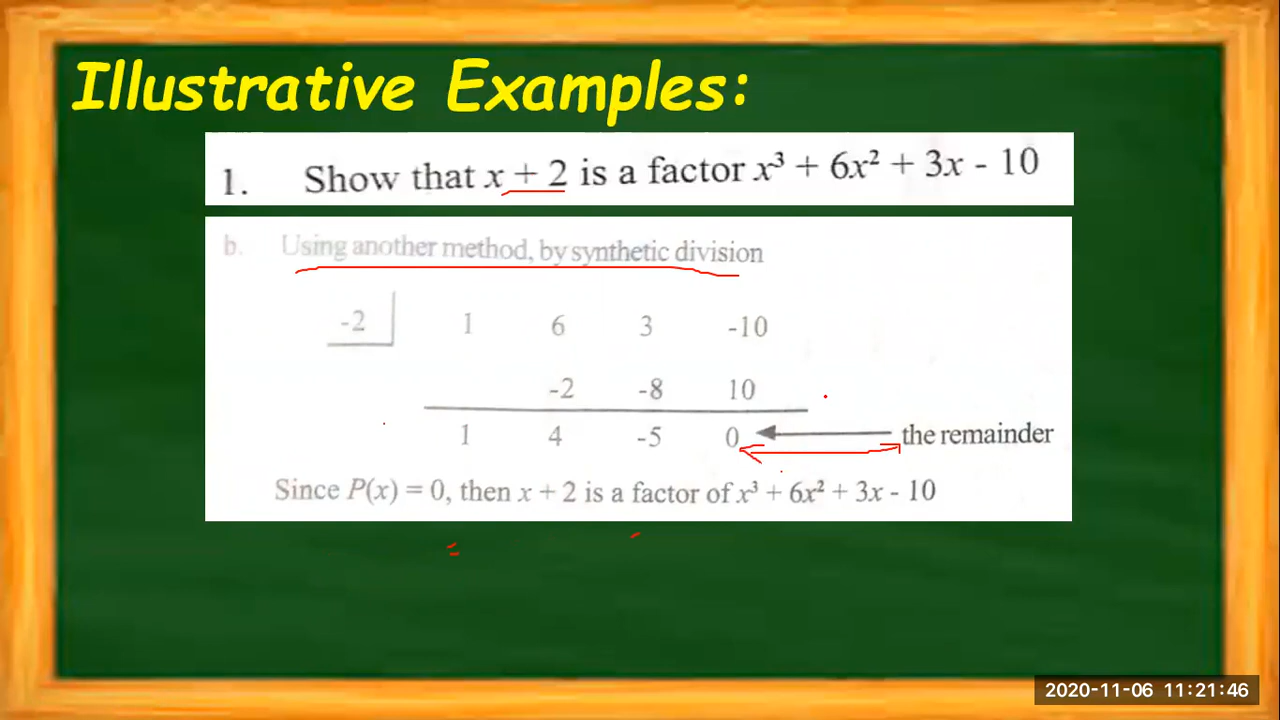 Illustrative Examples:
1. Show that x + 2 is a factor x³ + 6x² + 3x - 10
b. Using another method, by synthetic division
-2 1 6 3 -10
-2 -8 10
1 4 -5 0 the remainder
Since P(x) = 0, then x + 2 is a factor of x³ + 6x² + 3x - 10
2020-11-06 11:21:46